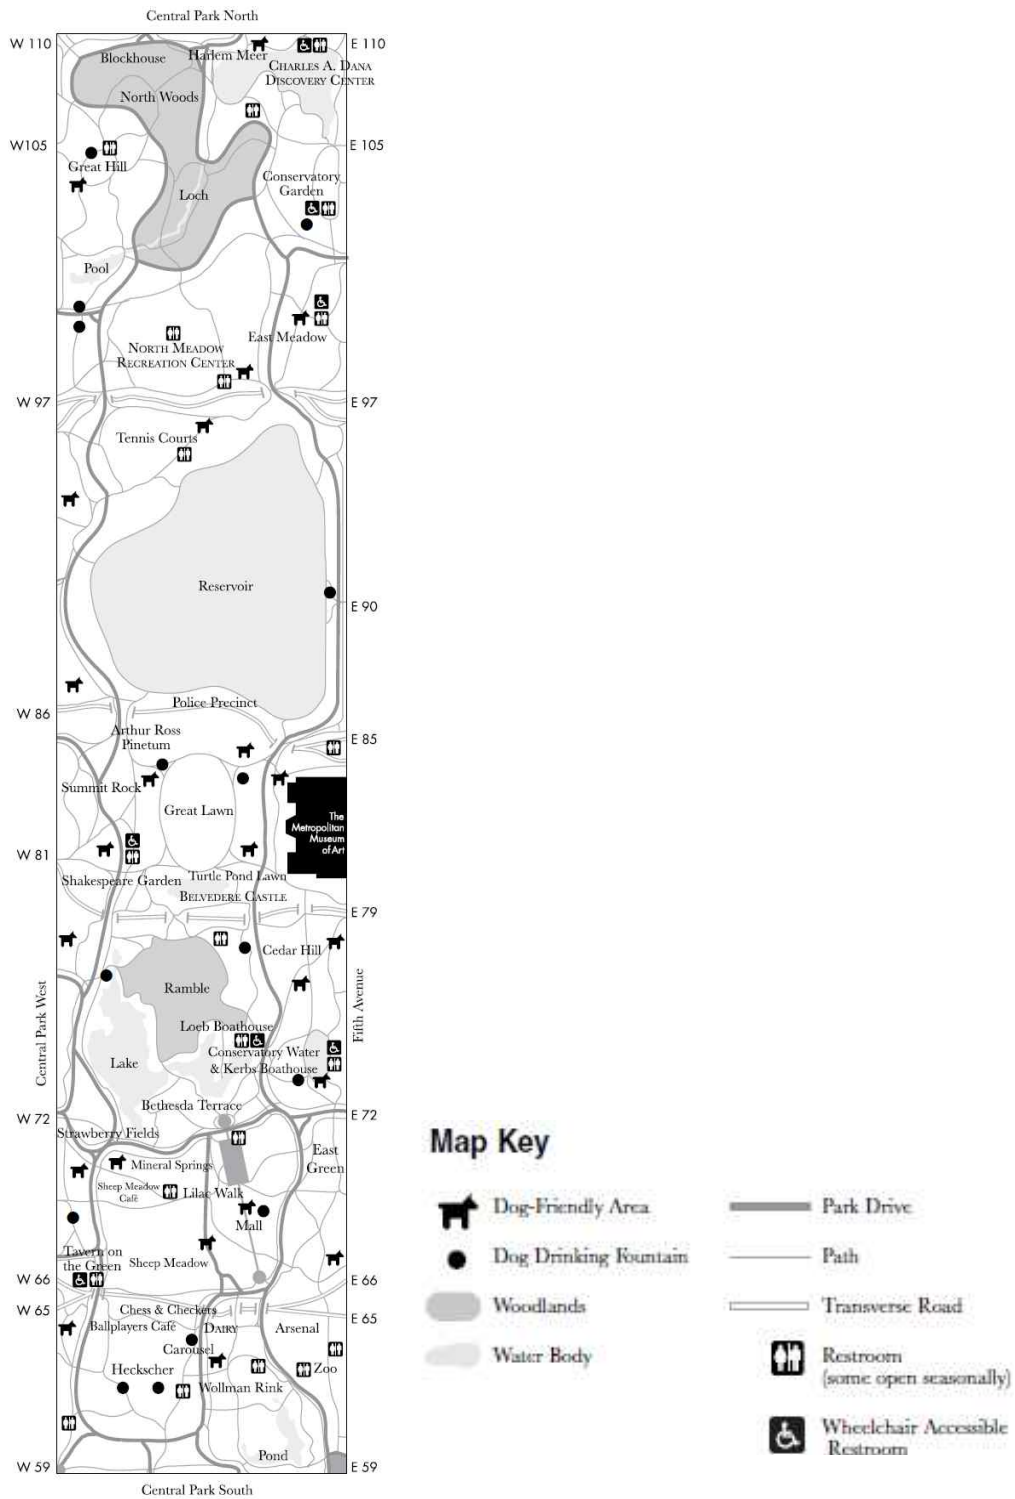 Central Park North
W 110
E 110
Blockhouse
Harlem Meer
CHARLES A. DANA
DISCOVERY CENTER
North Woods
W105
E 105
Great Hill
Conservatory
Garden
Loch
Pool
East Meadow
NORTH MEADOW
RECREATION CENTER
W 97
E 97
Tennis Courts
Reservoir
E 90
Police Precinct
W 86
Arthur Ross
Pinetum
E 85
Summit Rock
Great Lawn
The
Metropolitan
Museum
of Art
W 81
Shakespeare Garden
Turtle Pond Lawn
BELVEDERE CASTLE
E 79
Cedar Hill
Ramble
Central Park West
Fifth Avenue
Loeb Boathouse
Conservatory Water
& Kerbs Boathouse
Lake
Bethesda Terrace
W 72
E 72
Strawberry Fields
East
Green
Mineral Springs
Sheep Meadow
Café
Lilac Walk
Mall
Tavern on
the Green
Sheep Meadow
W 66
E 66
W 65
E 65
Chess & Checkers
Ballplayers Café
DAIRY
Arsenal
Carousel
Heckscher
Zoo
Wollman Rink
Pond
W 59
E 59
Central Park South
Map Key
Dog-Friendly Area
Dog Drinking Fountain
Woodlands
Water Body
Park Drive
Path
Transverse Road
Restroom
(some open seasonally)
Wheelchair Accessible
Restroom